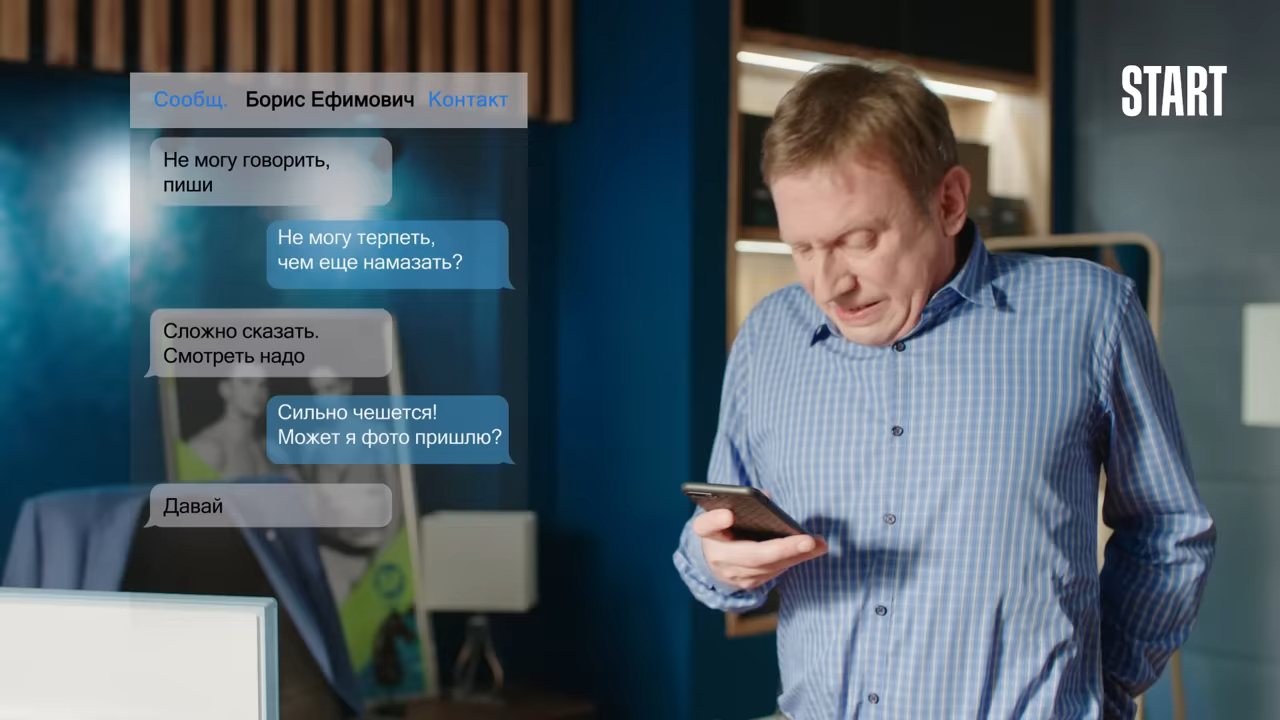 START
Сообщ. Борис Ефимович Контакт
Не могу говорить,
пиши
Не могу терпеть,
чем еще намазать?
Сложно сказать.
Смотреть надо
Сильно чешется!
Может я фото пришлю?
Давай